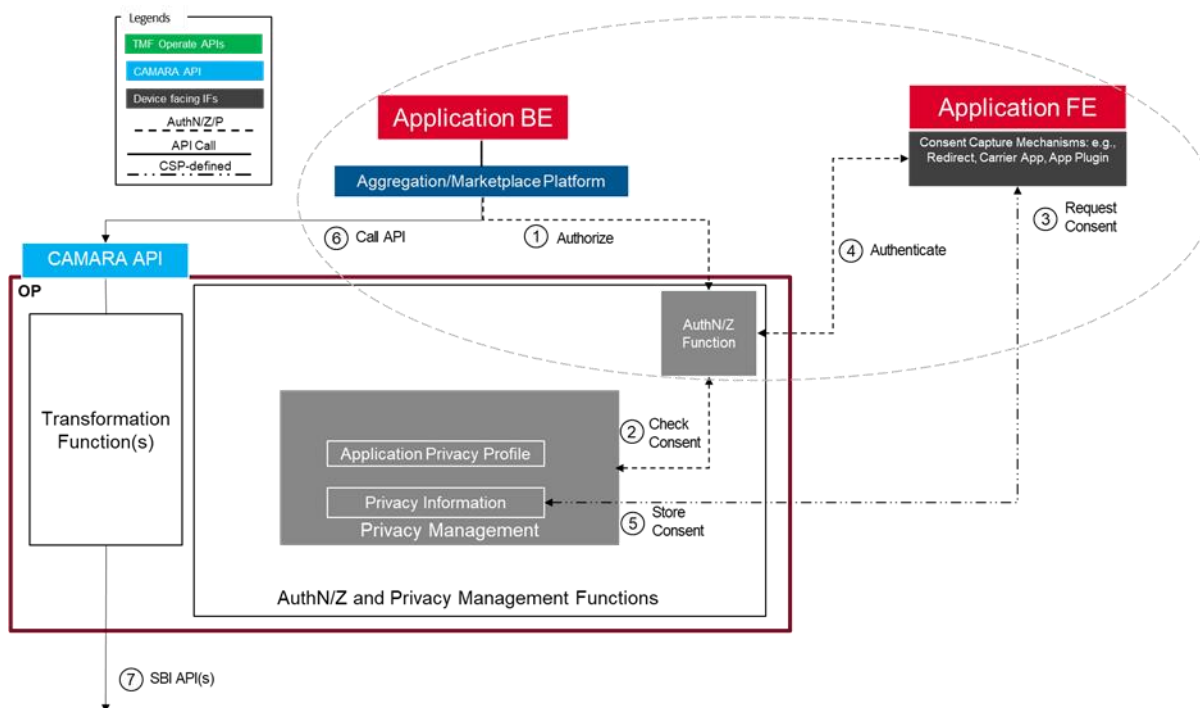 Legends
TMF Operate APIs
CAMARA API
Device facing IFs
AuthN/Z/P
API Call
CSP-defined
Application BE
Aggregation/Marketplace Platform
Application FE
Consent Capture Mechanisms: e.g.,
Redirect, Carrier App, App Plugin
6 Call API
1 Authorize
4 Authenticate
3 Request
Consent
CAMARA API
OP
AuthN/Z
Function
Transformation
Function(s)
2 Check
Consent
Application Privacy Profile
Privacy Information
Privacy Management
5 Store
Consent
AuthN/Z and Privacy Management Functions
7 SBI API(s)